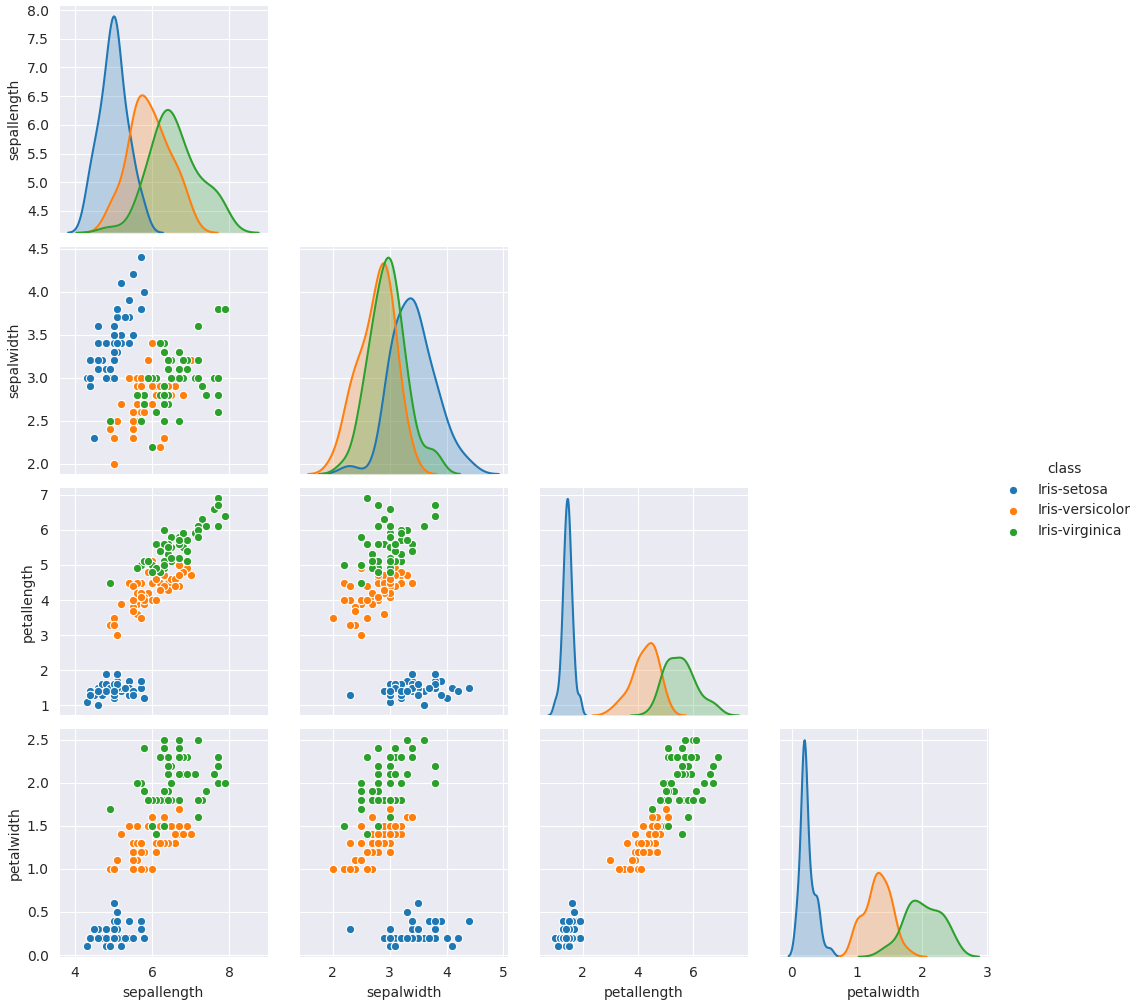 8.0
7.5
7.0
6.5
6.0
5.5
5.0
4.5
sepallength
4.5
4.0
3.5
3.0
2.5
2.0
sepalwidth
class
Iris-setosa
Iris-versicolor
Iris-virginica
7
6
5
4
3
2
1
petallength
2.5
2.0
1.5
1.0
0.5
0.0
petalwidth
4 6 8 2 3 4 5 2 4 6 0 1 2 3
sepallength sepalwidth petallength petalwidth